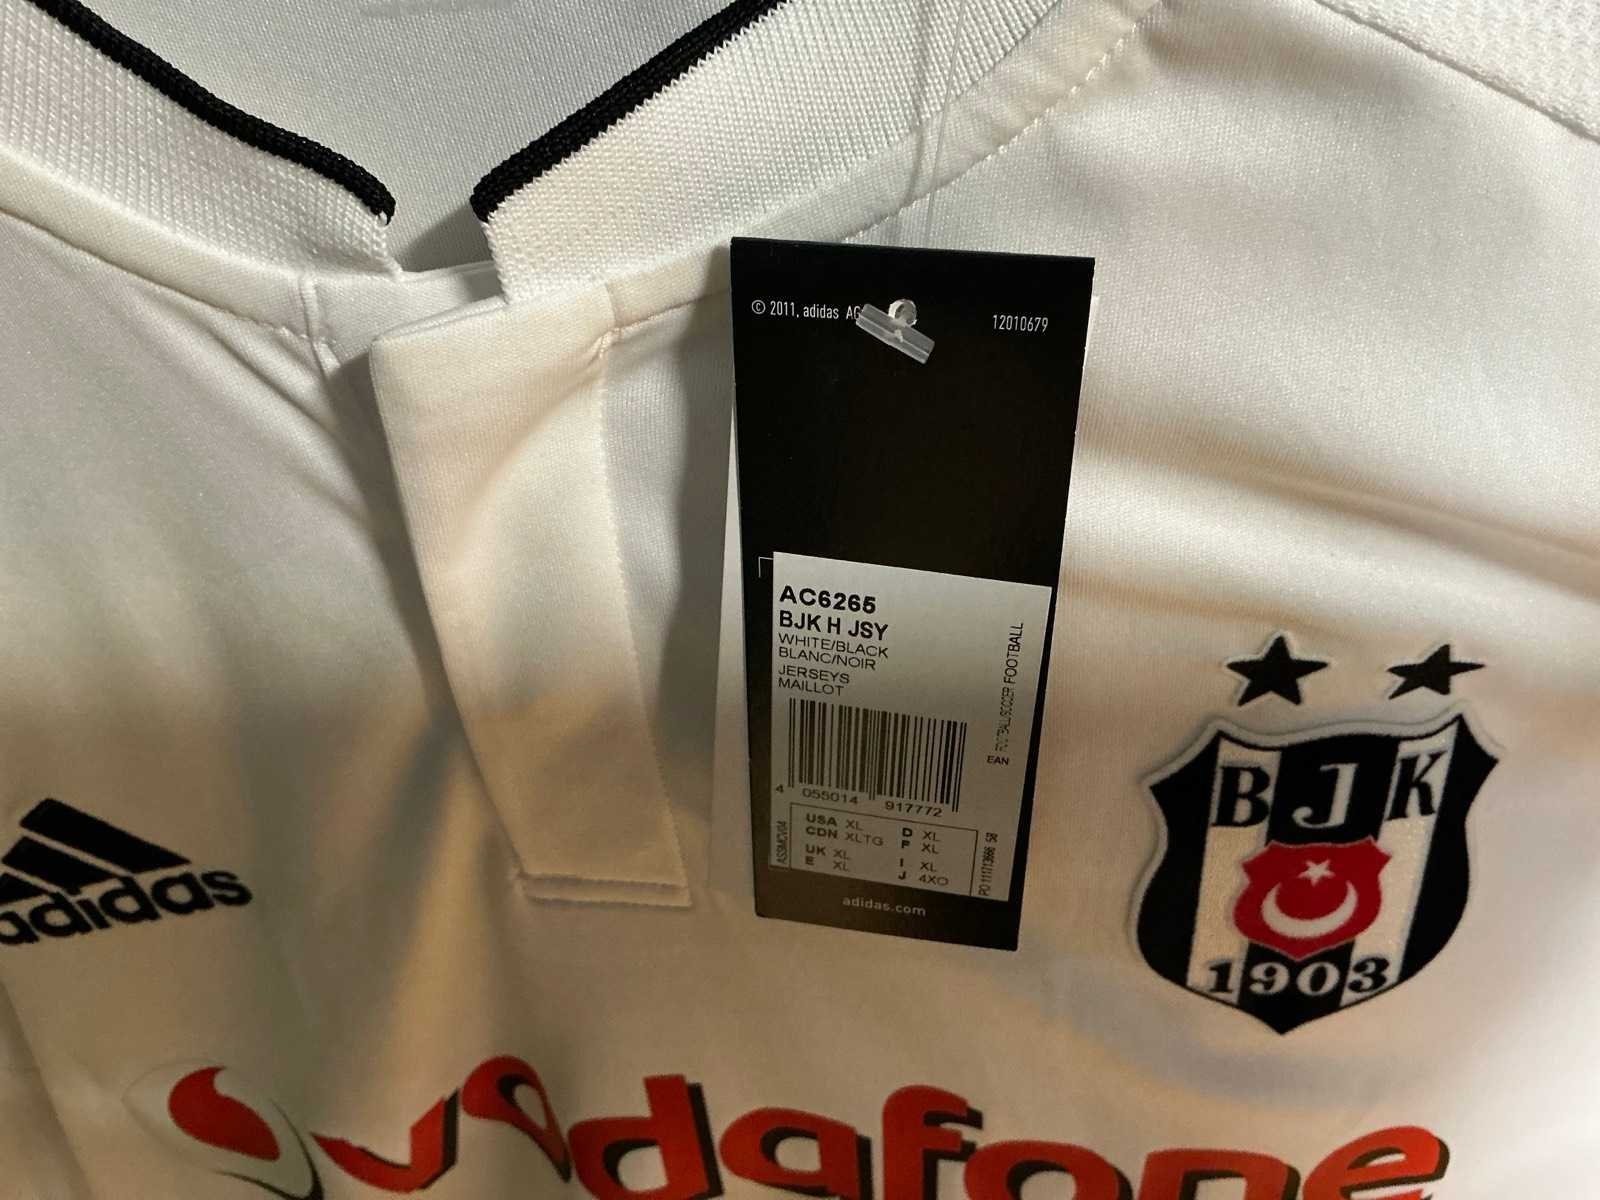 © 2011, adidas AG
12010679
AC6265
BJK H JSY
WHITE/BLACK
BLANC/NOIR
JERSEYS
MAILLOT
FOOTBALL/SOCCER FOOTBALL
EAN
4 055014 917772
USA XL D XL
CDN XLTG F XL
UK XL I XL
E XL J 4XO
adidas.com
adidas
BJK
1903
vodafone